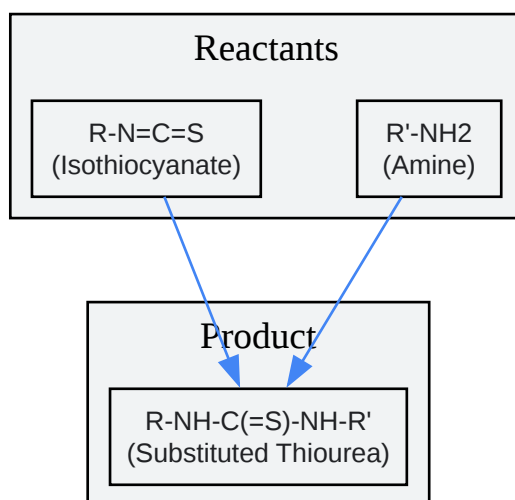 Reactants
R-N=C=S
(Isothiocyanate)
R'-NH2
(Amine)
Product
R-NH-C(=S)-NH-R'
(Substituted Thiourea)